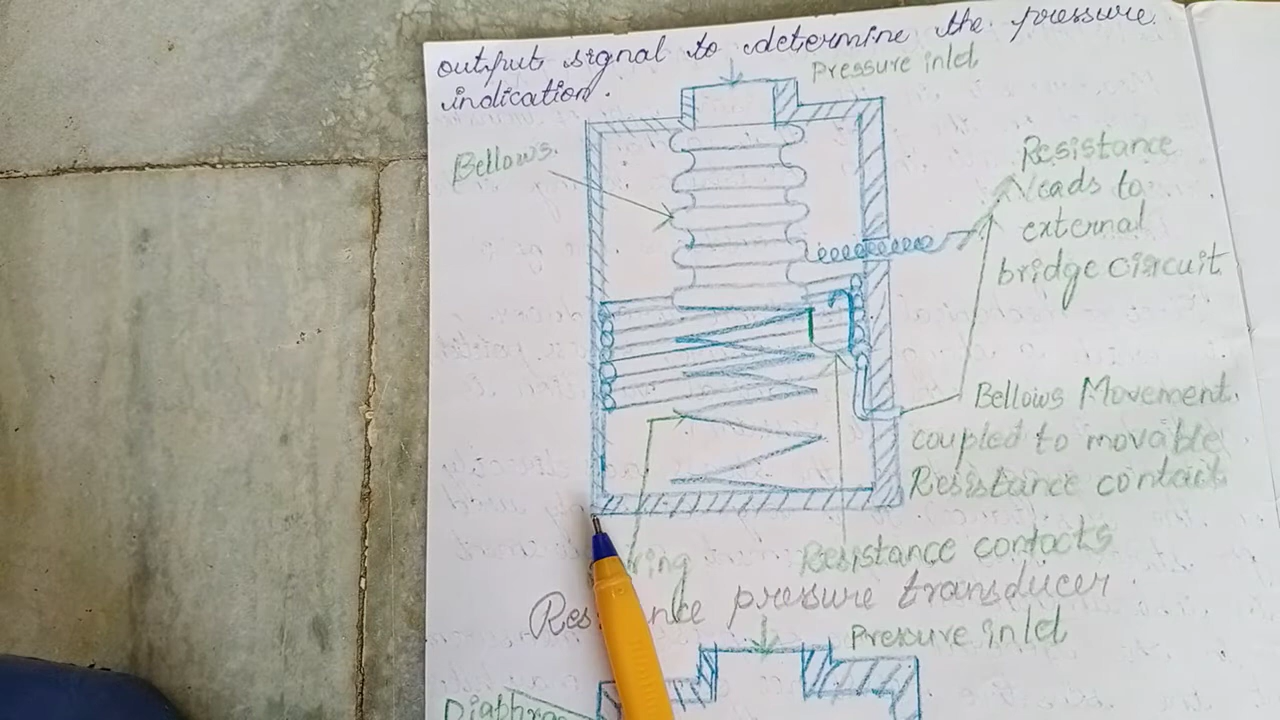 output signal to determine the pressure
indication.
Pressure inlet
Bellows.
Resistance
leads to
external
bridge circuit
Bellows Movement
coupled to movable
Resistance contact
Resistance contacts
pressure transducer
Pressure inlet